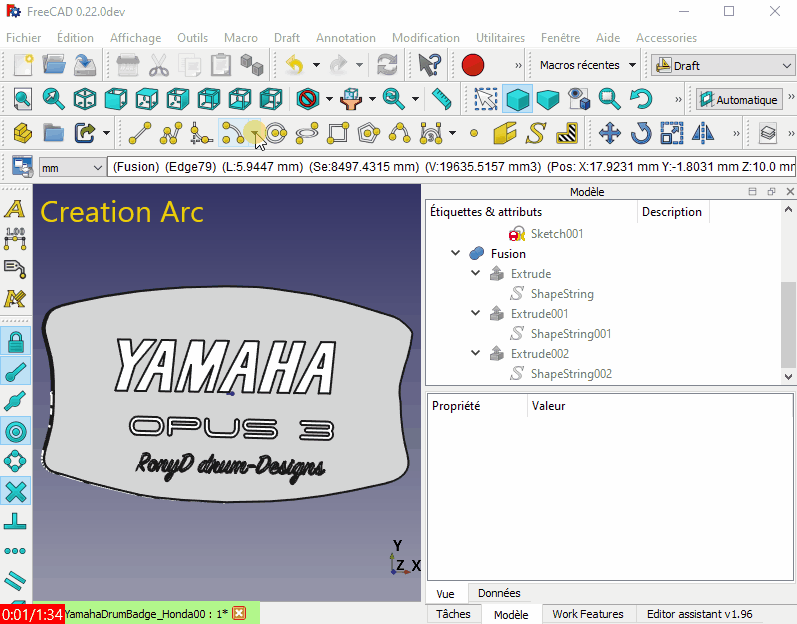 FreeCAD 0.22.0dev
Fichier Édition Affichage Outils Macro Draft Annotation Modification Utilitaires Fenêtre Aide Accessories
» Macros récentes Draft
» Automatique »
» »
mm (Fusion) (Edge79) (L:5.9447 mm) (Se:8497.4315 mm) (V:19635.5157 mm3) (Pos: X:17.9231 mm Y:-1.8031 mm Z:10.0 mm
Modèle
Creation Arc
1.00
Étiquettes & attributs Description
Sketch001
Fusion
Extrude
ShapeString
Extrude001
ShapeString001
Extrude002
ShapeString002
Propriété Valeur
YAMAHA
OPUS 3
RonyD drum-Designs
Y
Z X
Vue Données
0:01/1:34 YamahaDrumBadge_Honda00 : 1*
Tâches Modèle Work Features Editor assistant v1.96